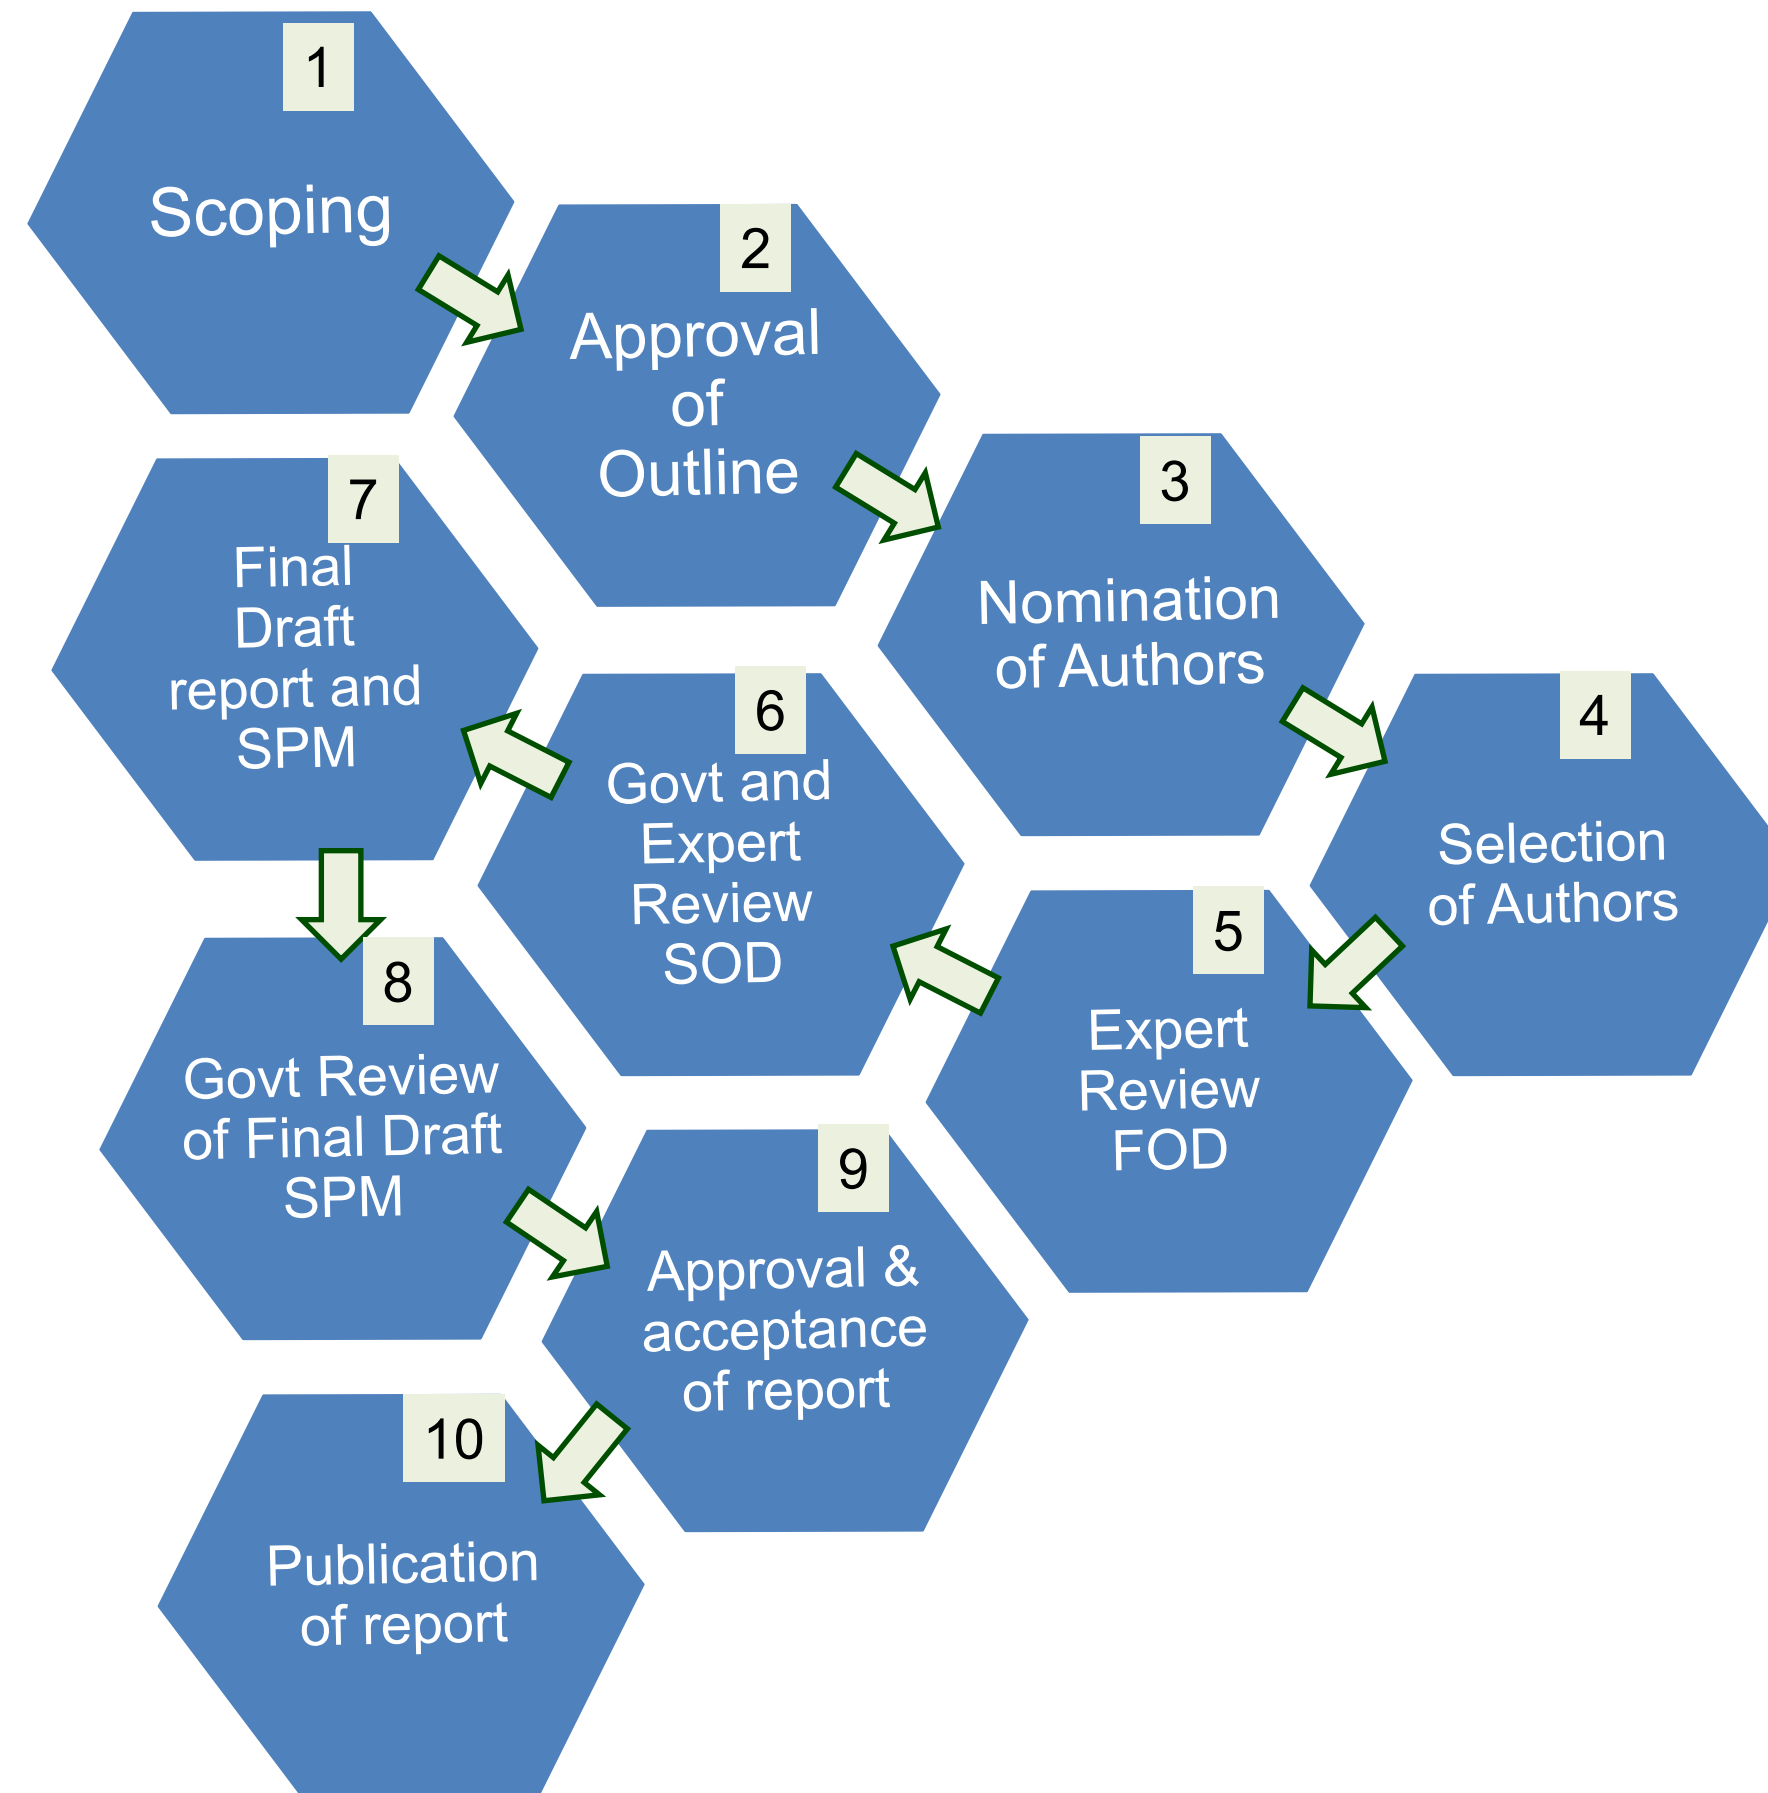 1
Scoping
2
Approval
of
Outline
3
Nomination
of Authors
4
Selection
of Authors
5
Expert
Review
FOD
6
Govt and
Expert
Review
SOD
7
Final
Draft
report and
SPM
8
Govt Review
of Final Draft
SPM
9
Approval &
acceptance
of report
10
Publication
of report